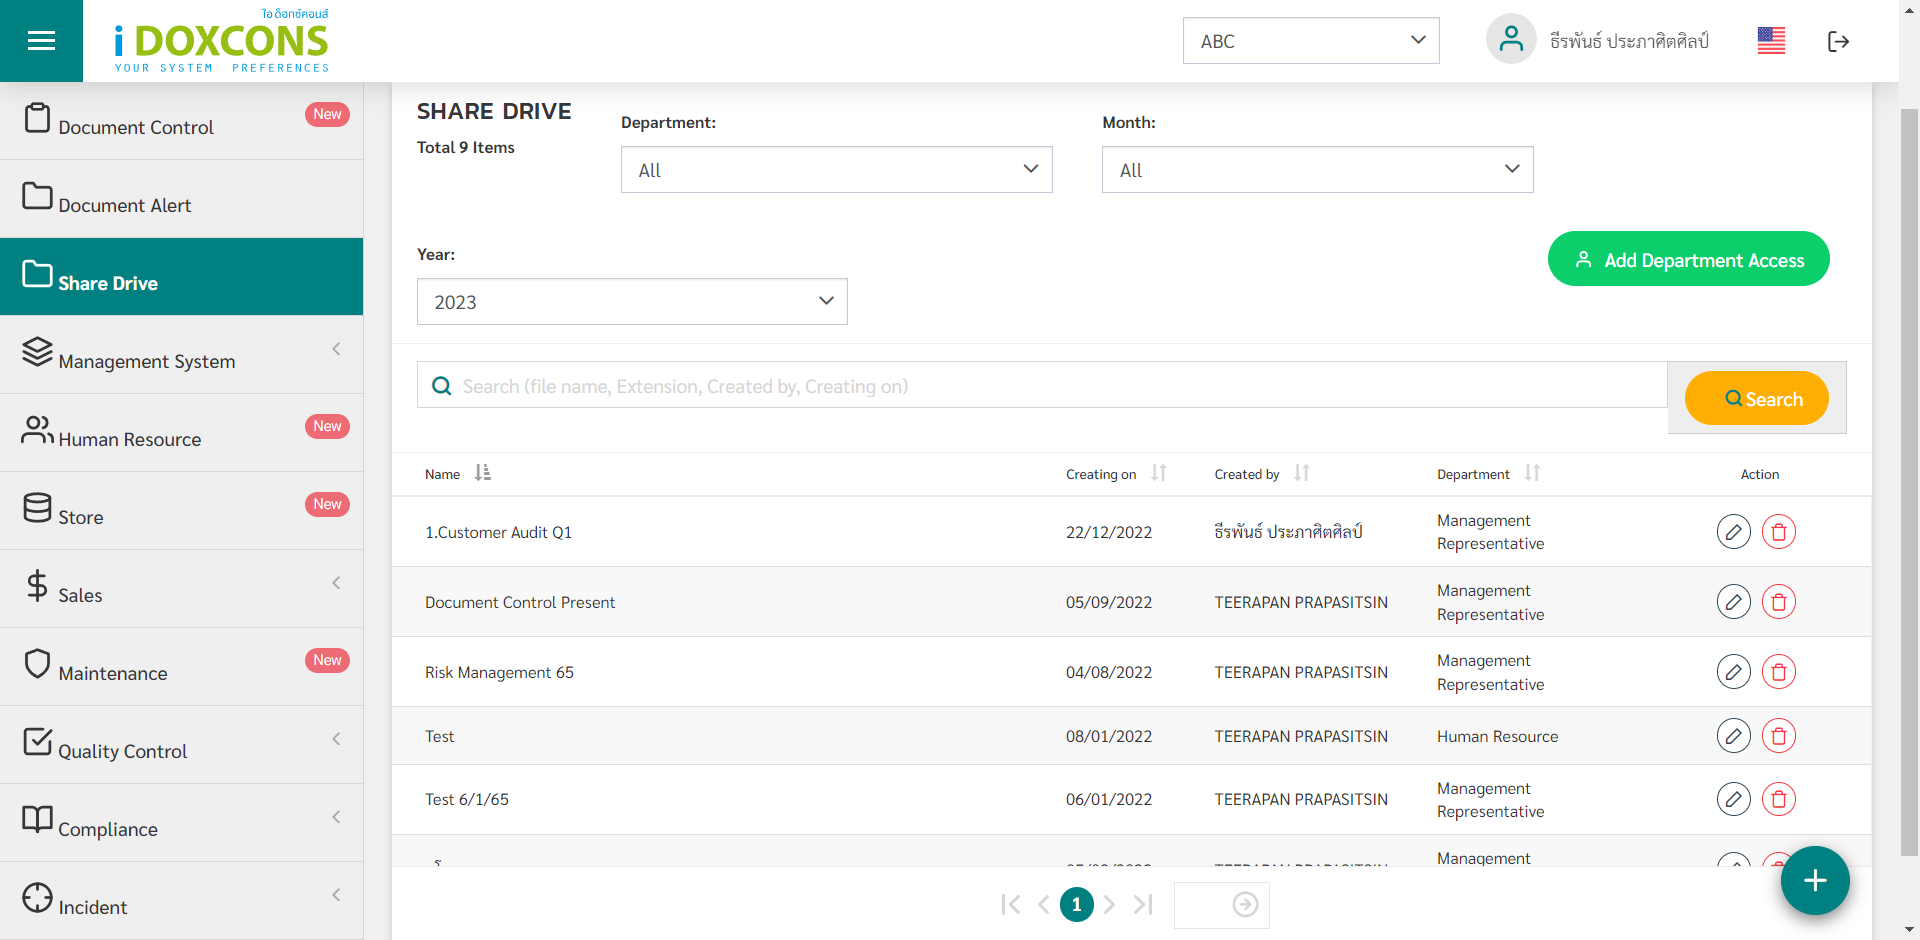 ไอ ด็อกซ์คอนส์
i DOXCONS
YOUR SYSTEM PREFERENCES
ABC
ธีรพันธ์ ประภาศิตศิลป์
Document Control
New
Document Alert
Share Drive
Management System
Human Resource
New
Store
New
Sales
Maintenance
New
Quality Control
Compliance
Incident
SHARE DRIVE
Total 9 Items
Department:
All
Month:
All
Year:
2023
Add Department Access
Search (file name, Extension, Created by, Creating on)
Search
Name Creating on Created by Department Action
1.Customer Audit Q1 22/12/2022 ธีรพันธ์ ประภาศิตศิลป์ Management Representative
Document Control Present 05/09/2022 TEERAPAN PRAPASITSIN Management Representative
Risk Management 65 04/08/2022 TEERAPAN PRAPASITSIN Management Representative
Test 08/01/2022 TEERAPAN PRAPASITSIN Human Resource
Test 6/1/65 06/01/2022 TEERAPAN PRAPASITSIN Management Representative
TEERAPAN PRAPASITSIN Management
1